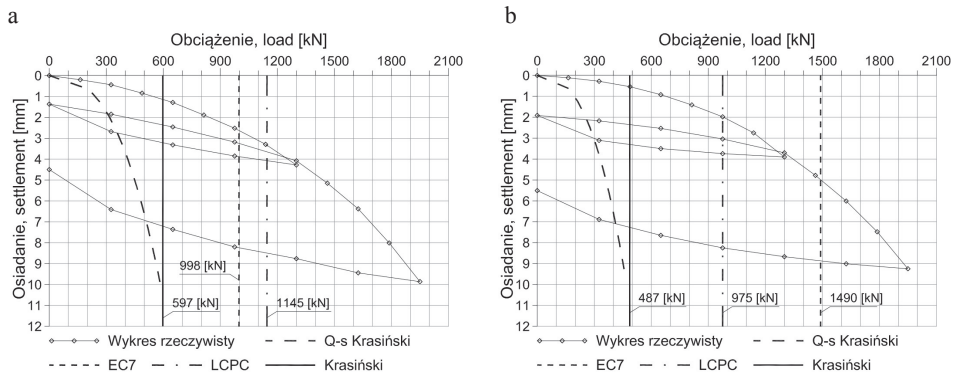 a
Obciążenie, load [kN]
0 300 600 900 1200 1500 1800 2100
Osiadanie, settlement [mm]
0
1
2
3
4
5
6
7
8
9
10
11
12
998 [kN]
597 [kN]
1145 [kN]
Wykres rzeczywisty
Q-s Krasiński
EC7
LCPC
Krasiński
b
Obciążenie, load [kN]
0 300 600 900 1200 1500 1800 2100
Osiadanie, settlement [mm]
0
1
2
3
4
5
6
7
8
9
10
11
12
487 [kN]
975 [kN]
1490 [kN]
Wykres rzeczywisty
Q-s Krasiński
EC7
LCPC
Krasiński